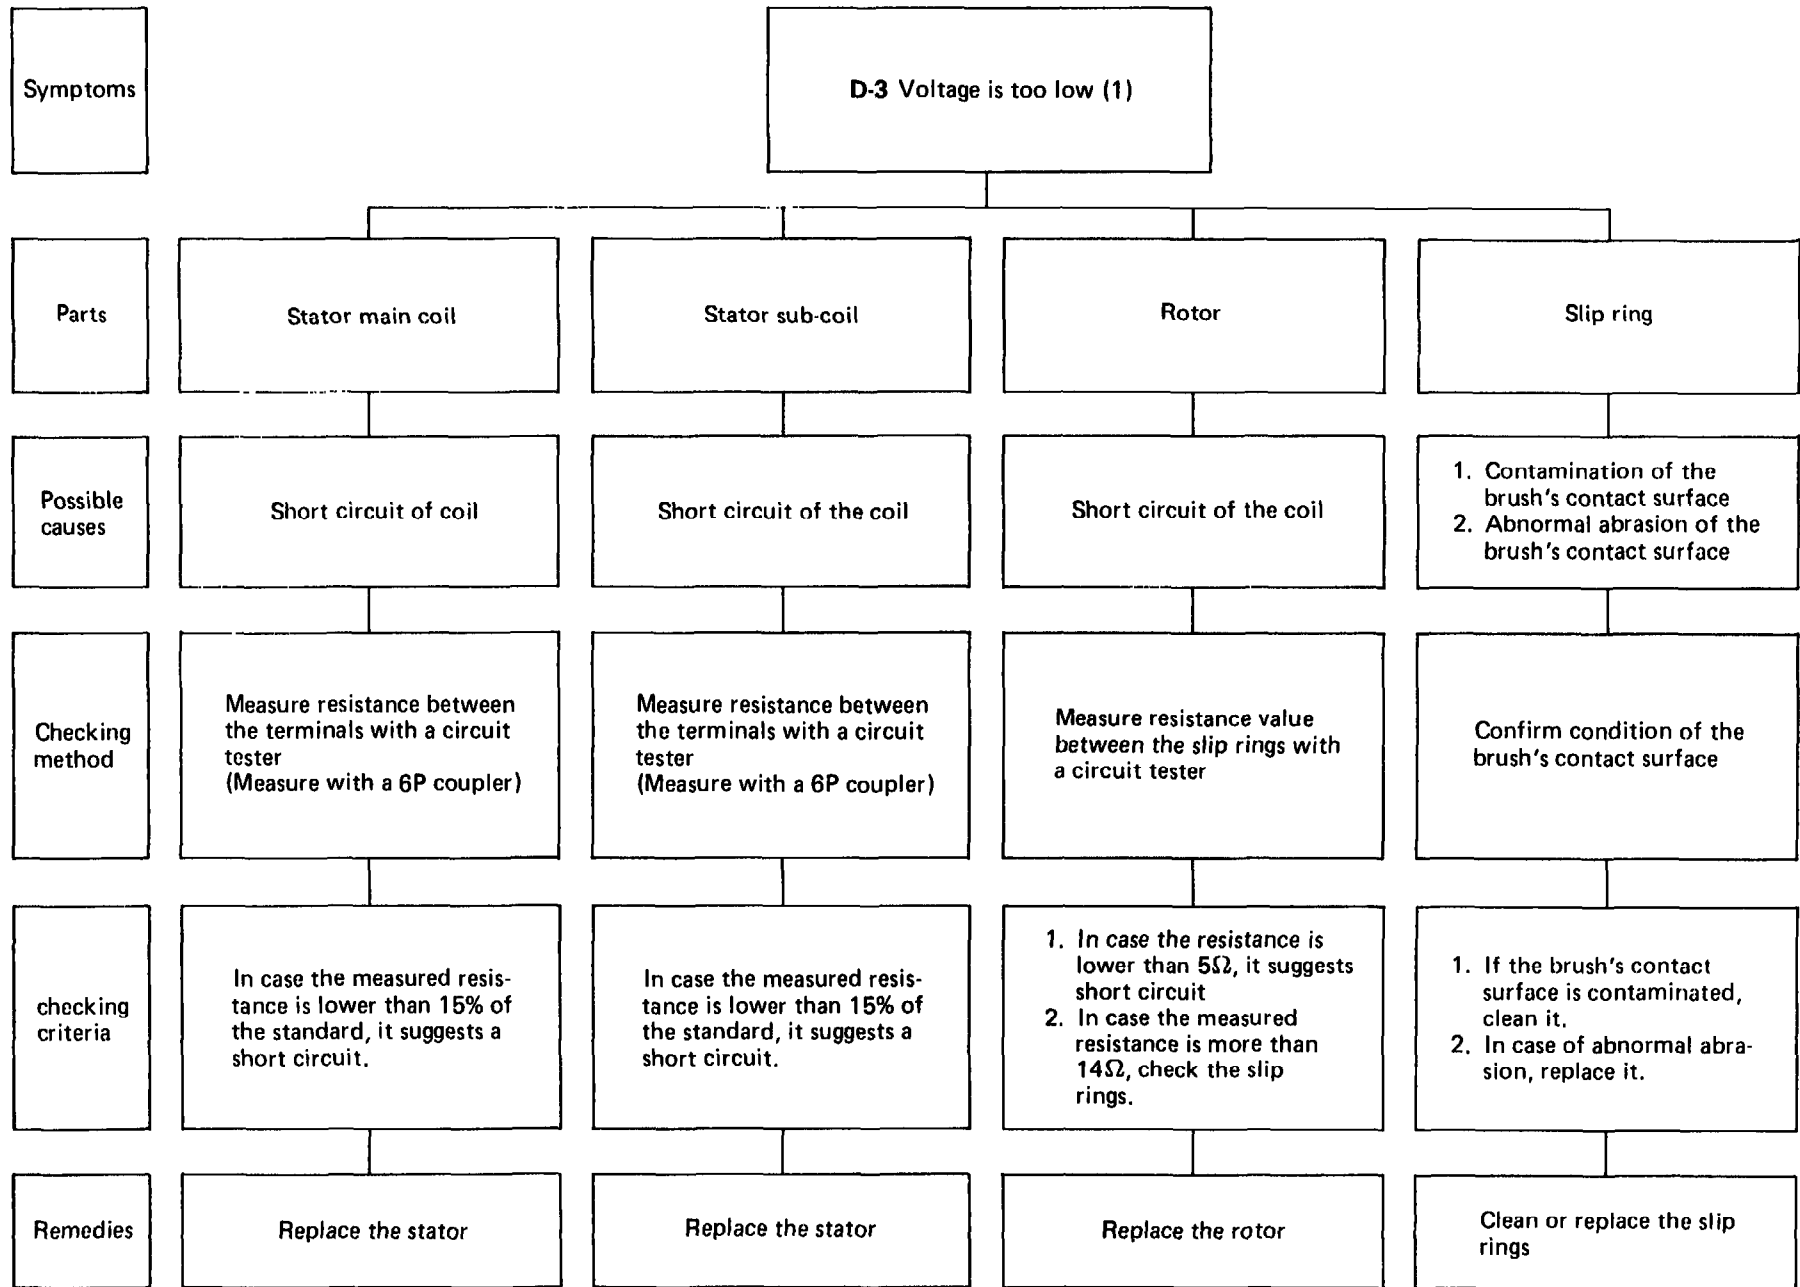 Symptoms
D-3 Voltage is too low (1)
Parts
Stator main coil
Stator sub-coil
Rotor
Slip ring
Possible
causes
Short circuit of coil
Short circuit of the coil
Short circuit of the coil
1. Contamination of the
brush's contact surface
2. Abnormal abrasion of the
brush's contact surface
Checking
method
Measure resistance between
the terminals with a circuit
tester
(Measure with a 6P coupler)
Measure resistance between
the terminals with a circuit
tester
(Measure with a 6P coupler)
Measure resistance value
between the slip rings with
a circuit tester
Confirm condition of the
brush's contact surface
checking
criteria
In case the measured resis-
tance is lower than 15% of
the standard, it suggests a
short circuit.
In case the measured resis-
tance is lower than 15% of
the standard, it suggests a
short circuit.
1. In case the resistance is
lower than 5Ω, it suggests
short circuit
2. In case the measured
resistance is more than
14Ω, check the slip
rings.
1. If the brush's contact
surface is contaminated,
clean it.
2. In case of abnormal abra-
sion, replace it.
Remedies
Replace the stator
Replace the stator
Replace the rotor
Clean or replace the slip
rings